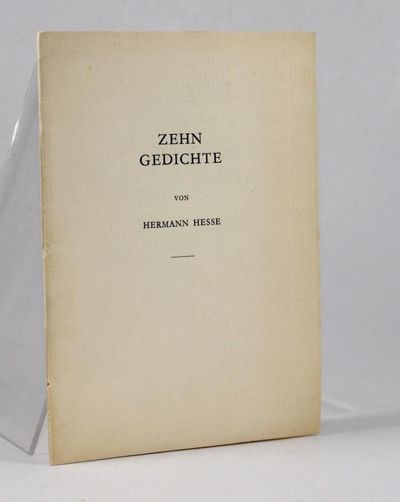 ZEHN
GEDICHTE
VON
HERMANN HESSE